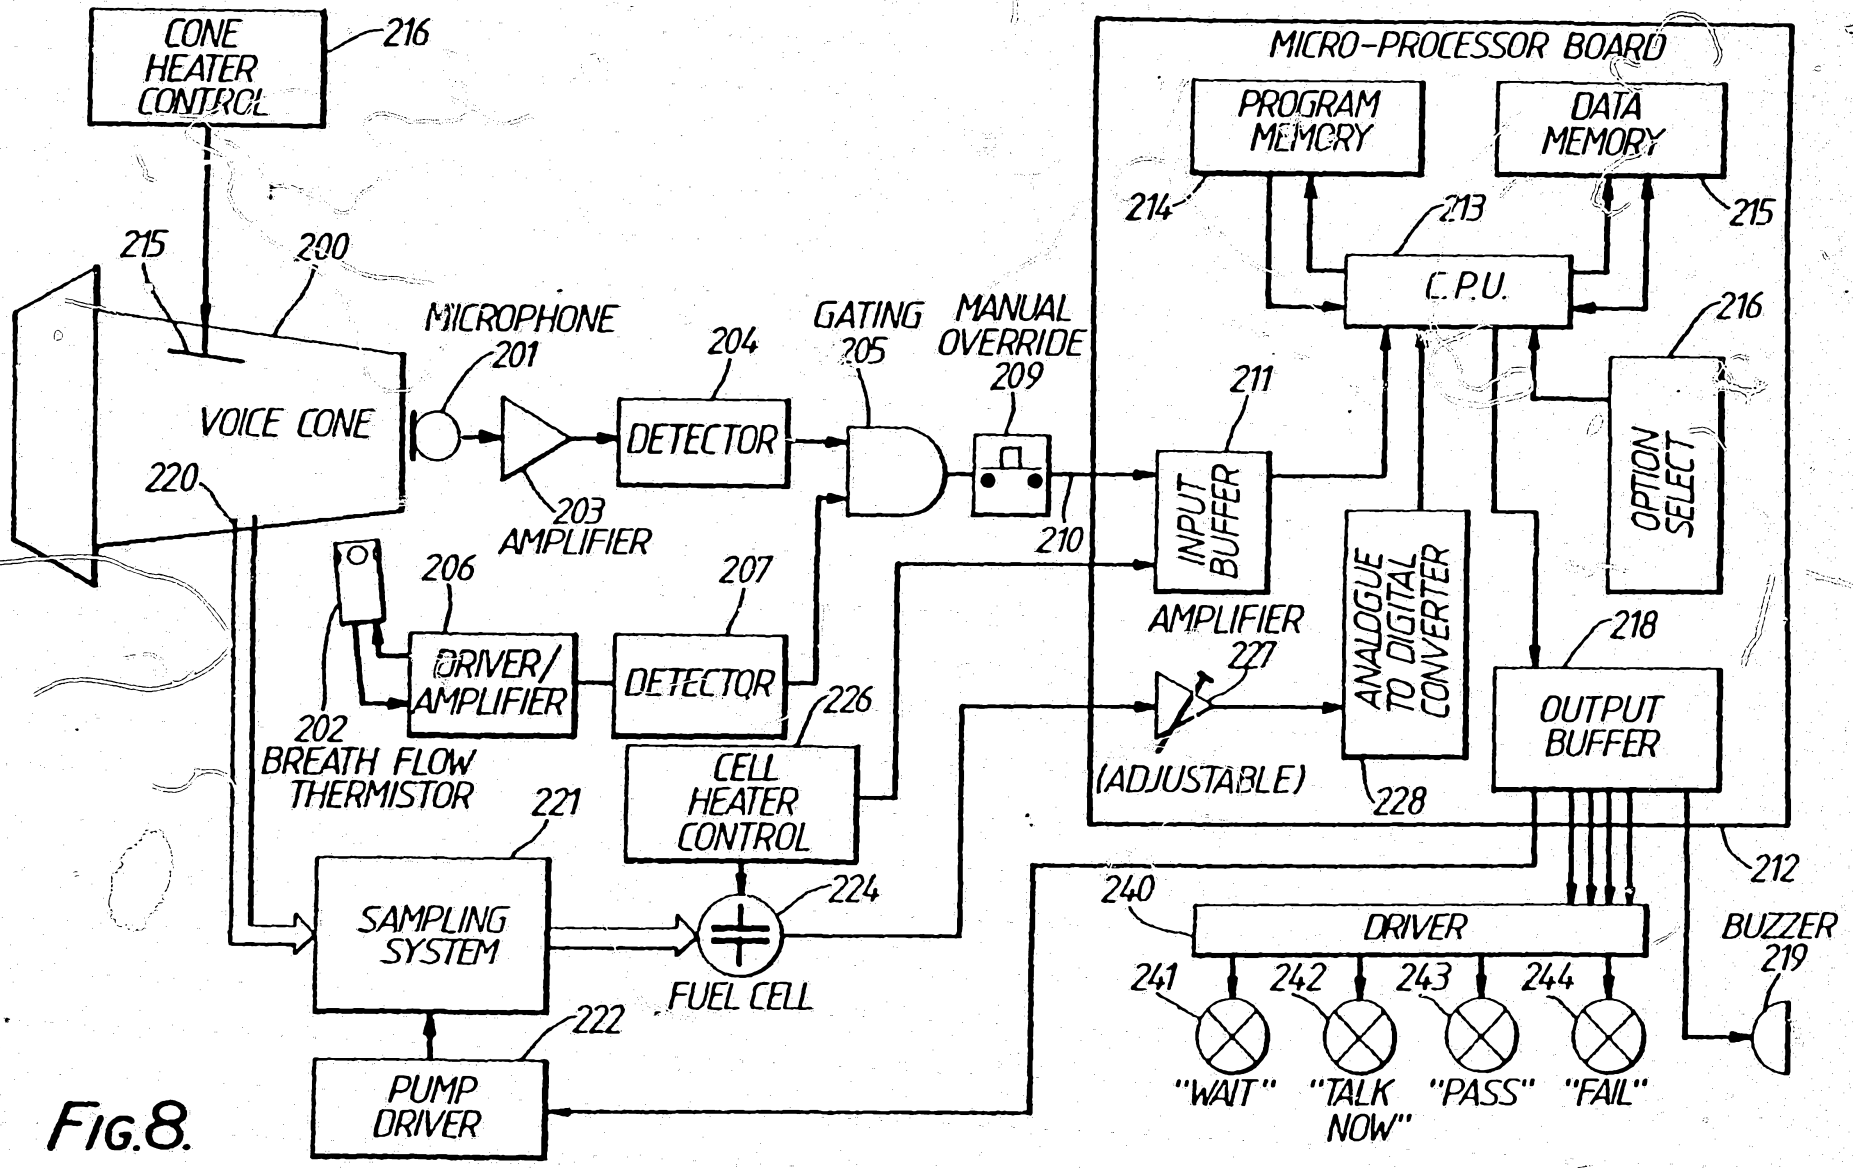 CONE
HEATER
CONTROL
216
215
200
VOICE CONE
220
MICROPHONE
201
203
AMPLIFIER
204
DETECTOR
GATING
205
MANUAL
OVERRIDE
209
210
202
BREATH FLOW
THERMISTOR
206
DRIVER/
AMPLIFIER
207
DETECTOR
226
CELL
HEATER
CONTROL
221
SAMPLING
SYSTEM
224
FUEL CELL
222
PUMP
DRIVER
MICRO-PROCESSOR BOARD
PROGRAM
MEMORY
214
DATA
MEMORY
215
213
C.P.U.
216
OPTION
SELECT
211
INPUT
BUFFER
AMPLIFIER
227
(ADJUSTABLE)
ANALOGUE
TO DIGITAL
CONVERTER
228
218
OUTPUT
BUFFER
212
240
DRIVER
BUZZER
219
241
242
243
244
"WAIT"
"TALK
NOW"
"PASS"
"FAIL"
FIG.8.